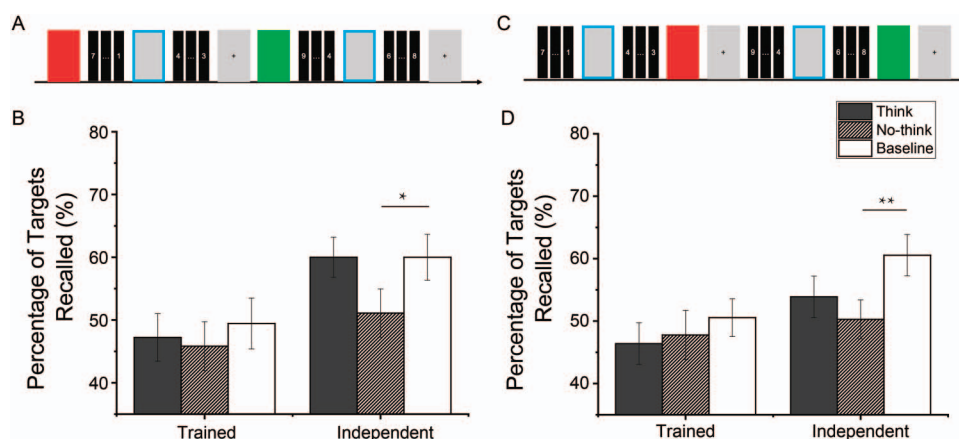 A
7 ... 1 4 ... 3 + 9 ... 4 6 ... 8 +
B
Percentage of Targets
Recalled (%)
80
70
60
50
40
*
Trained Independent
C
7 ... 1 4 ... 3 + 9 ... 4 6 ... 8 +
D
Think
No-think
Baseline
Percentage of Targets
Recalled (%)
80
70
60
50
40
**
Trained Independent